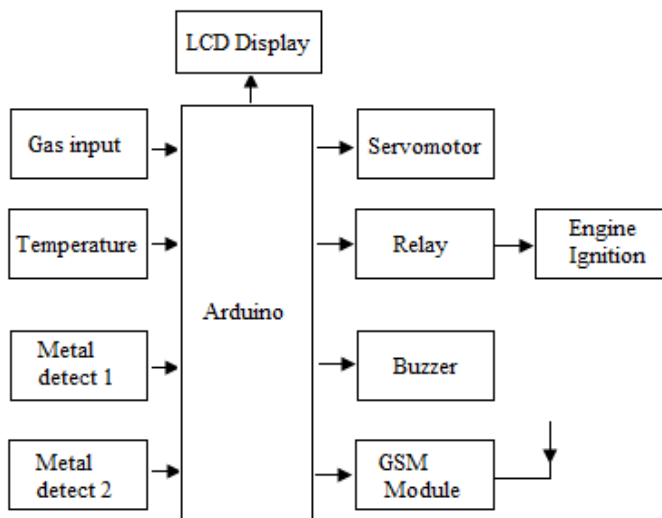 LCD Display
Gas input
Servomotor
Temperature
Relay
Engine
Ignition
Arduino
Metal
detect 1
Buzzer
Metal
detect 2
GSM
Module